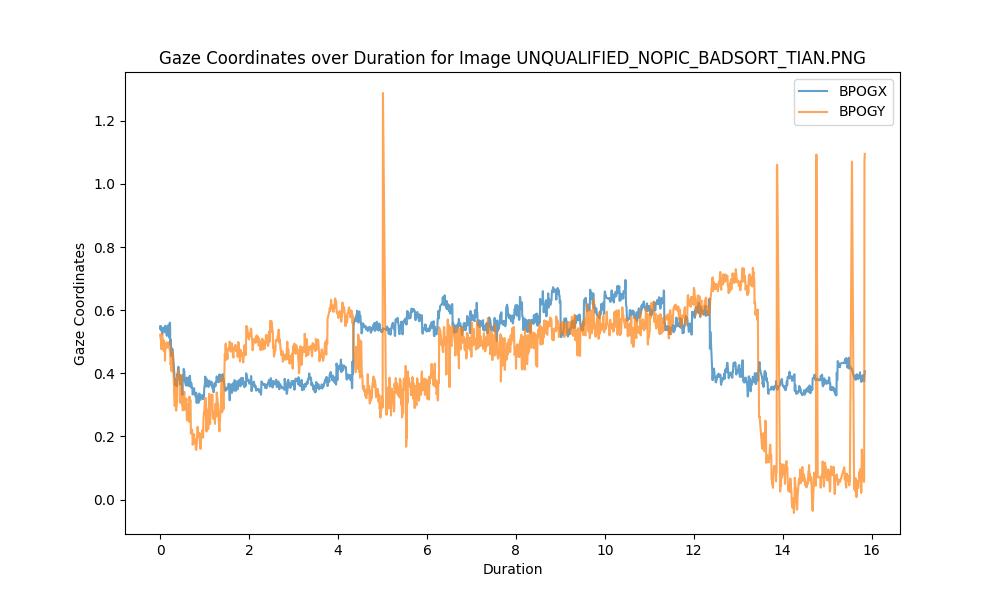 Gaze Coordinates over Duration for Image UNQUALIFIED_NOPIC_BADSORT_TIAN.PNG
BPOGX
BPOGY
1.2
1.0
0.8
0.6
0.4
0.2
0.0
Gaze Coordinates
0 2 4 6 8 10 12 14 16
Duration